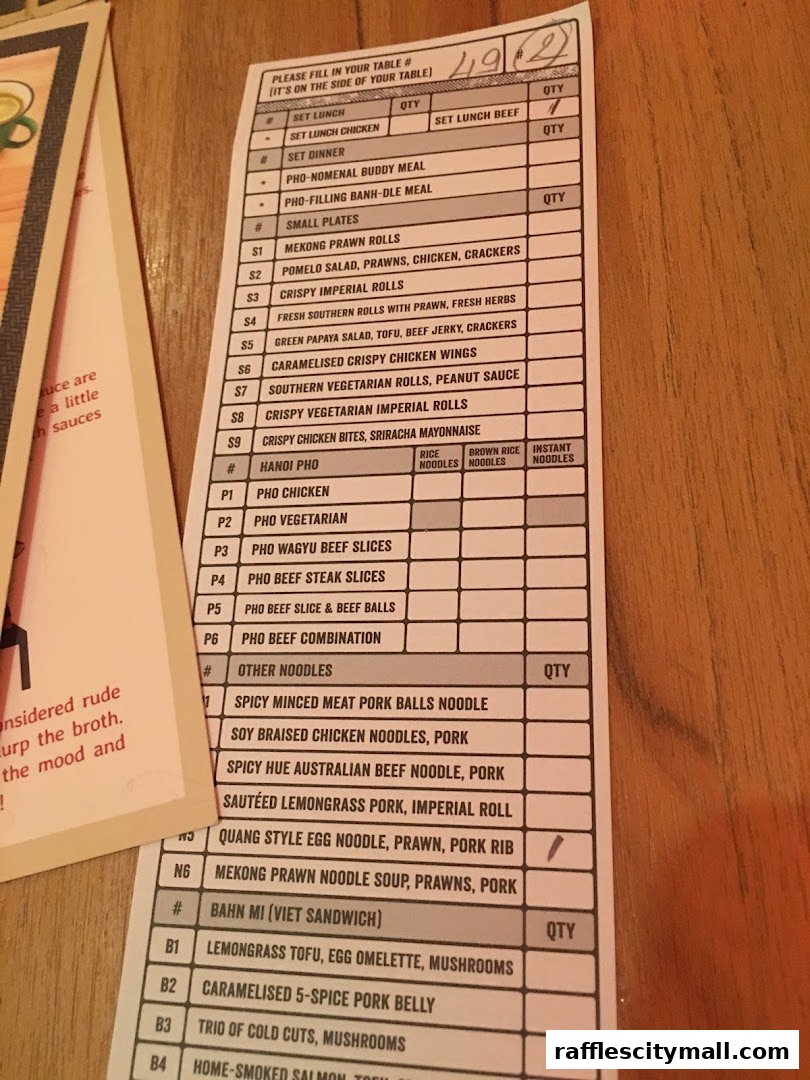 PLEASE FILL IN YOUR TABLE #
(IT'S ON THE SIDE OF YOUR TABLE)
49 # (2)
# SET LUNCH QTY QTY
* SET LUNCH CHICKEN SET LUNCH BEEF /
# SET DINNER QTY
* PHO-NOMENAL BUDDY MEAL
* PHO-FILLING BANH-DLE MEAL
# SMALL PLATES QTY
S1 MEKONG PRAWN ROLLS
S2 POMELO SALAD, PRAWNS, CHICKEN, CRACKERS
S3 CRISPY IMPERIAL ROLLS
S4 FRESH SOUTHERN ROLLS WITH PRAWN, FRESH HERBS
S5 GREEN PAPAYA SALAD, TOFU, BEEF JERKY, CRACKERS
S6 CARAMELISED CRISPY CHICKEN WINGS
S7 SOUTHERN VEGETARIAN ROLLS, PEANUT SAUCE
S8 CRISPY VEGETARIAN IMPERIAL ROLLS
S9 CRISPY CHICKEN BITES, SRIRACHA MAYONNAISE
# HANOI PHO RICE NOODLES BROWN RICE NOODLES INSTANT NOODLES
P1 PHO CHICKEN
P2 PHO VEGETARIAN
P3 PHO WAGYU BEEF SLICES
P4 PHO BEEF STEAK SLICES
P5 PHO BEEF SLICE & BEEF BALLS
P6 PHO BEEF COMBINATION
# OTHER NOODLES QTY
1 SPICY MINCED MEAT PORK BALLS NOODLE
SOY BRAISED CHICKEN NOODLES, PORK
SPICY HUE AUSTRALIAN BEEF NOODLE, PORK
SAUTÉED LEMONGRASS PORK, IMPERIAL ROLL
N5 QUANG STYLE EGG NOODLE, PRAWN, PORK RIB /
N6 MEKONG PRAWN NOODLE SOUP, PRAWNS, PORK
# BAHN MI (VIET SANDWICH) QTY
B1 LEMONGRASS TOFU, EGG OMELETTE, MUSHROOMS
B2 CARAMELISED 5-SPICE PORK BELLY
B3 TRIO OF COLD CUTS, MUSHROOMS
B4 HOME-SMOKED SALMON,
uce are
a little
sauces
nsidered rude
urp the broth.
the mood and
!
rafflescitymall.com